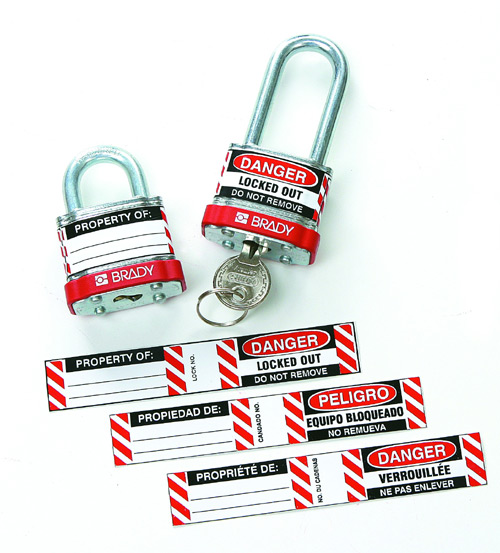 DANGER
LOCKED OUT
DO NOT REMOVE
BRADY
PROPERTY OF:
BRADY
PROPERTY OF:
LOCK NO.
DANGER
LOCKED OUT
DO NOT REMOVE
PROPIEDAD DE:
CANDADO NO.
PELIGRO
EQUIPO BLOQUEADO
NO REMUEVA
PROPRIÉTÉ DE:
NO. DU CADENAS
DANGER
VERROUILLÉE
NE PAS ENLEVER